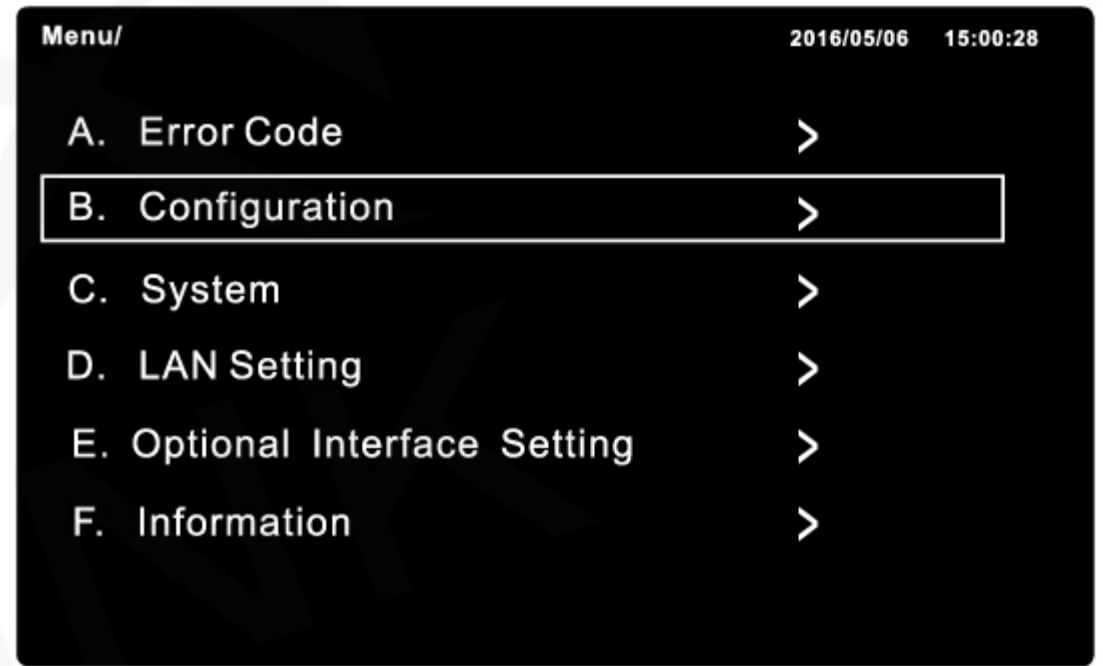 Menu/ 2016/05/06 15:00:28
A. Error Code >
B. Configuration >
C. System >
D. LAN Setting >
E. Optional Interface Setting >
F. Information >